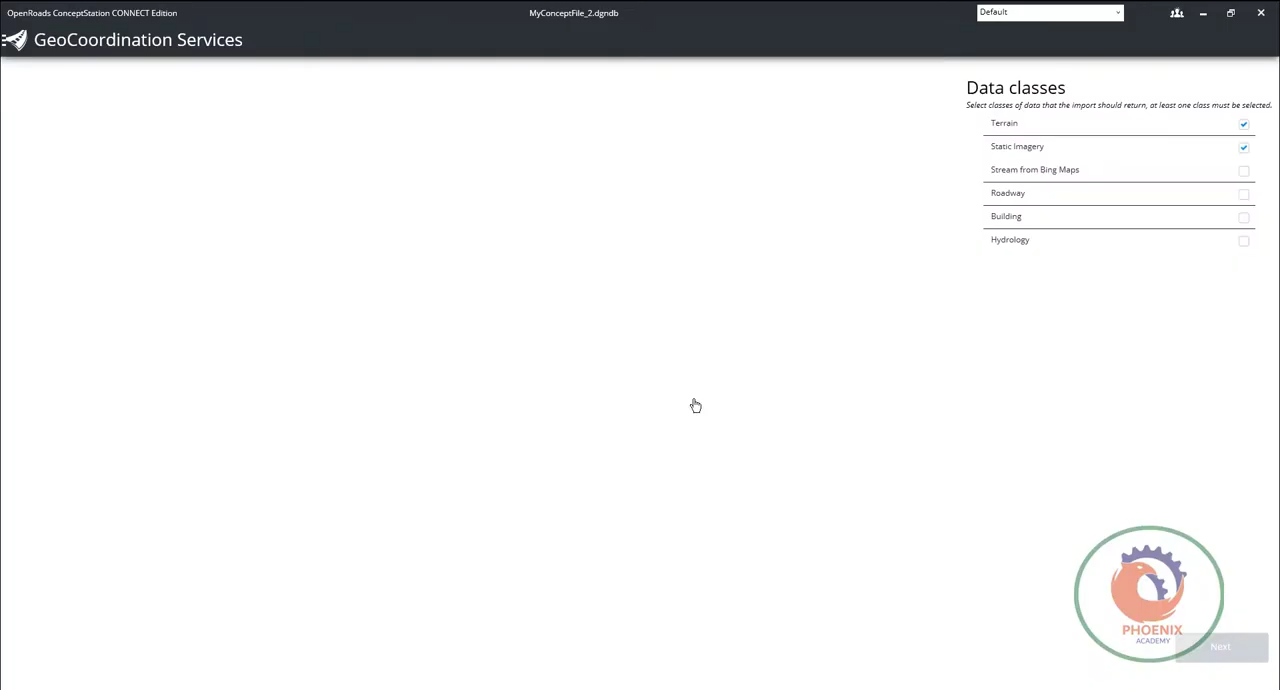 OpenRoads ConceptStation CONNECT Edition
MyConceptFile_2.dgndb
Default
GeoCoordination Services
Data classes
Select classes of data that the import should return, at least one class must be selected.
Terrain
Static Imagery
Stream from Bing Maps
Roadway
Building
Hydrology
PHOENIX
ACADEMY
Next